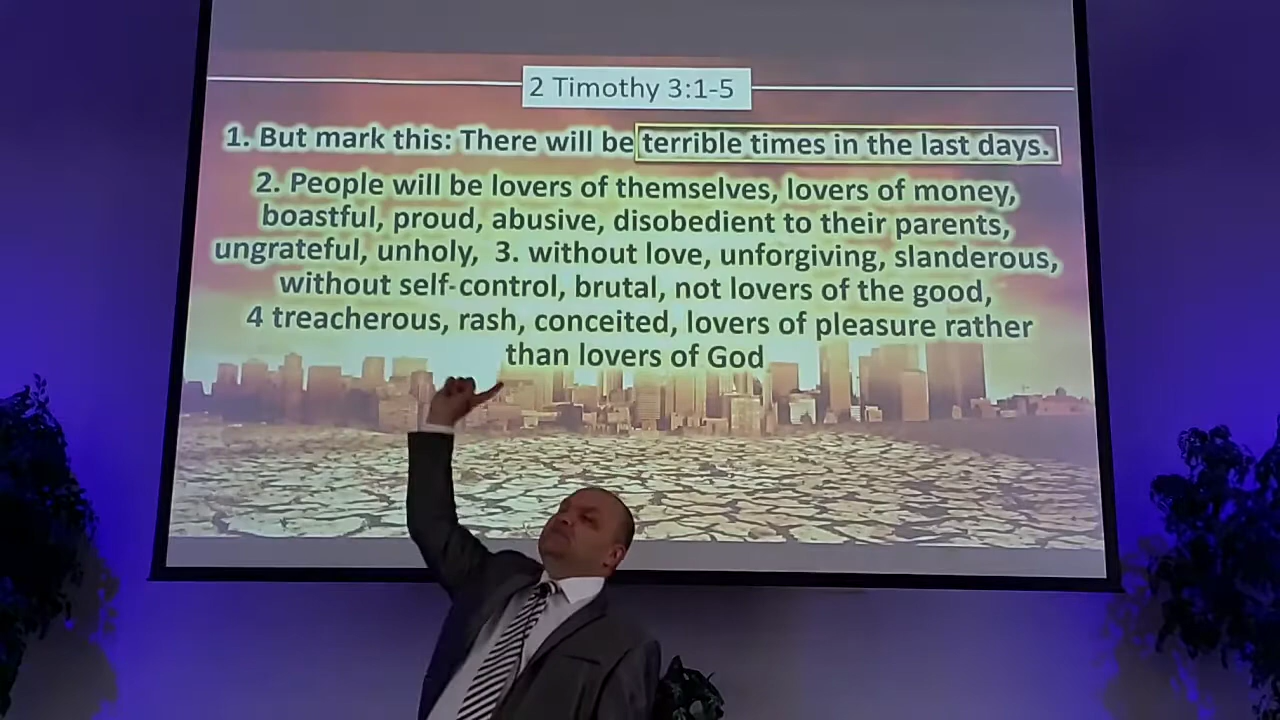 2 Timothy 3:1-5
1. But mark this: There will be terrible times in the last days.
2. People will be lovers of themselves, lovers of money,
boastful, proud, abusive, disobedient to their parents,
ungrateful, unholy, 3. without love, unforgiving, slanderous,
without self-control, brutal, not lovers of the good,
4 treacherous, rash, conceited, lovers of pleasure rather
than lovers of God